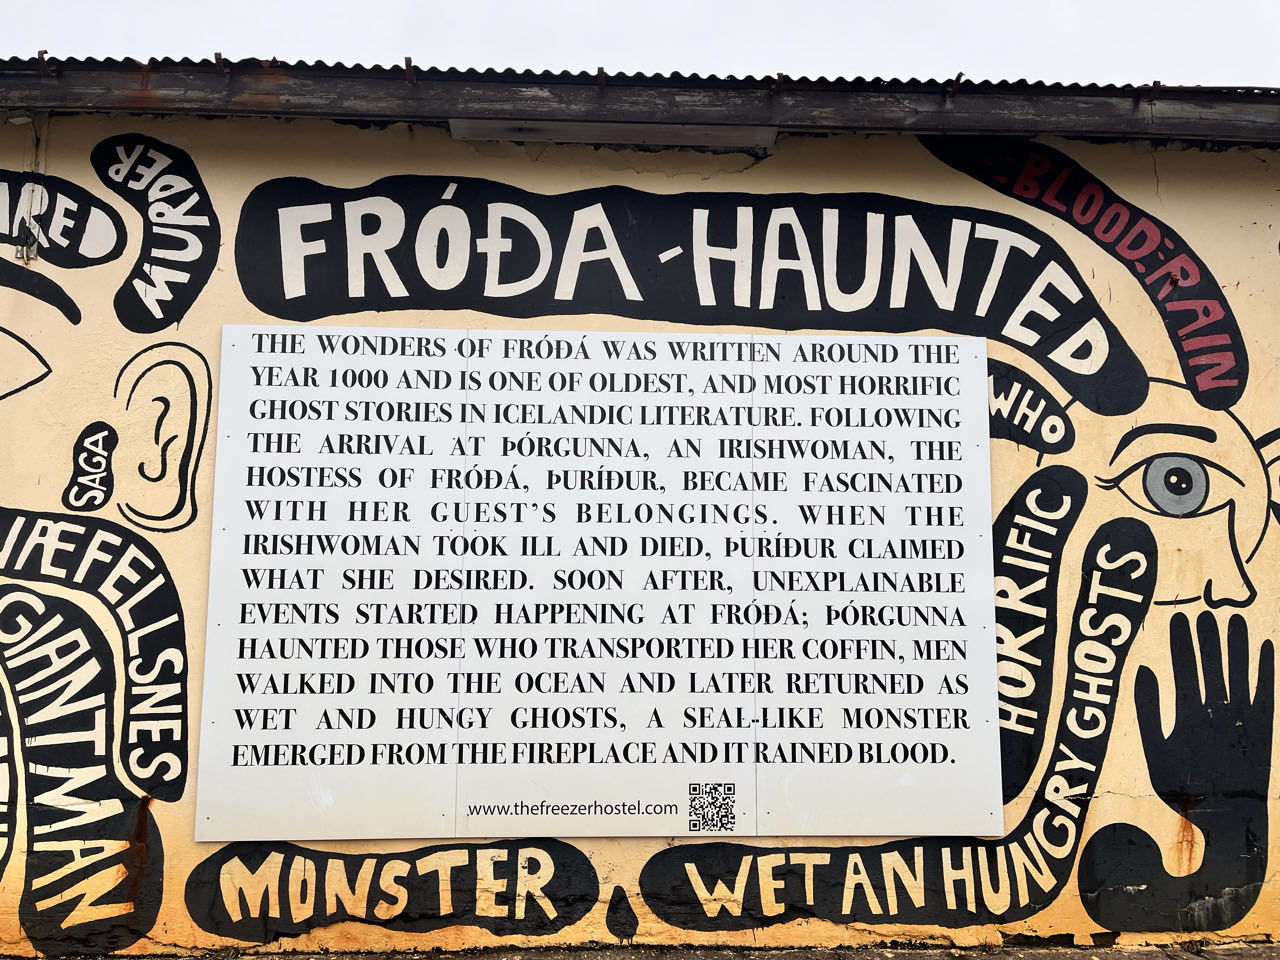 MURDER
FRÓÐA-HAUNTED
BLOOD-RAIN
THE WONDERS OF FRÓÐÁ WAS WRITTEN AROUND THE
YEAR 1000 AND IS ONE OF OLDEST, AND MOST HORRIFIC
GHOST STORIES IN ICELANDIC LITERATURE. FOLLOWING
THE ARRIVAL AT ÞÓRGUNNA, AN IRISHWOMAN, THE
HOSTESS OF FRÓÐÁ, ÞURÍÐUR, BECAME FASCINATED
WITH HER GUEST'S BELONGINGS. WHEN THE
IRISHWOMAN TOOK ILL AND DIED, ÞURÍÐUR CLAIMED
WHAT SHE DESIRED. SOON AFTER, UNEXPLAINABLE
EVENTS STARTED HAPPENING AT FRÓÐÁ; ÞÓRGUNNA
HAUNTED THOSE WHO TRANSPORTED HER COFFIN, MEN
WALKED INTO THE OCEAN AND LATER RETURNED AS
WET AND HUNGY GHOSTS, A SEAL-LIKE MONSTER
EMERGED FROM THE FIREPLACE AND IT RAINED BLOOD.
www.thefreezerhostel.com
WHO
HORRIFIC
SAGA
SNÆFELLSNES
GIANT MAN
MONSTER
WET AN HUNGRY GHOSTS